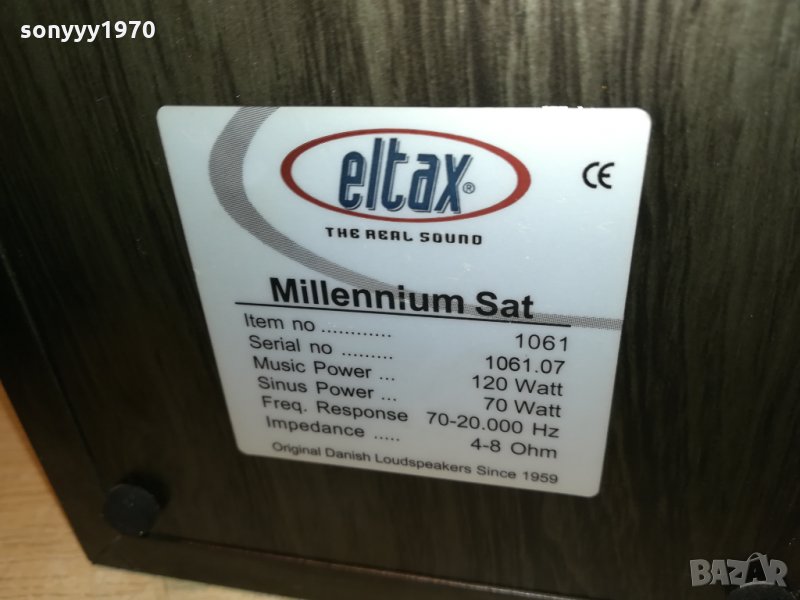 sonyyy1970
eltax®
THE REAL SOUND
CE
Millennium Sat
Item no ............ 1061
Serial no ......... 1061.07
Music Power ... 120 Watt
Sinus Power ... 70 Watt
Freq. Response 70-20.000 Hz
Impedance ..... 4-8 Ohm
Original Danish Loudspeakers Since 1959
BAZAR